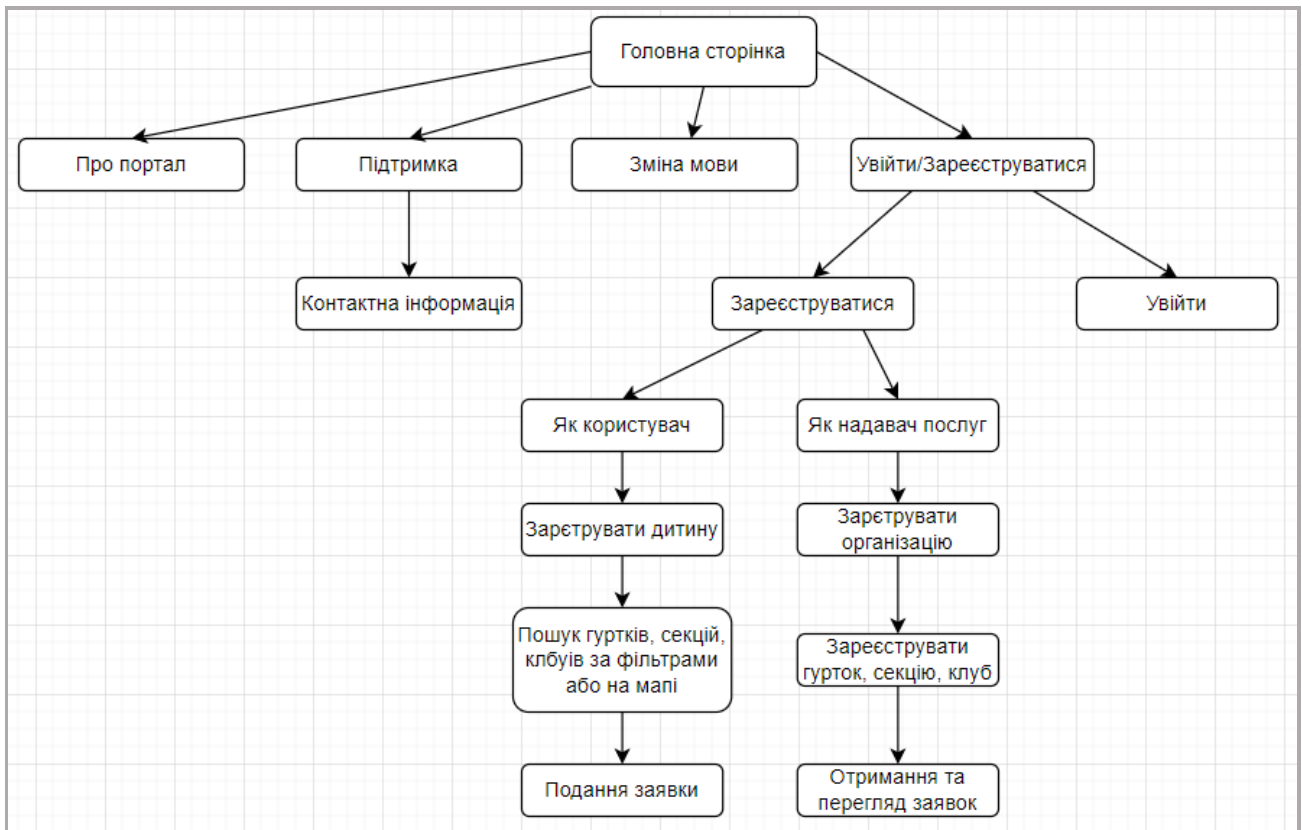 Головна сторінка
Про портал
Підтримка
Зміна мови
Увійти/Зареєструватися
Контактна інформація
Зареєструватися
Увійти
Як користувач
Як надавач послуг
Зарєтрувати дитину
Зарєтрувати
організацію
Пошук гуртків, секцій,
клбуів за фільтрами
або на мапі
Зареєструвати
гурток, секцію, клуб
Подання заявки
Отримання та
перегляд заявок